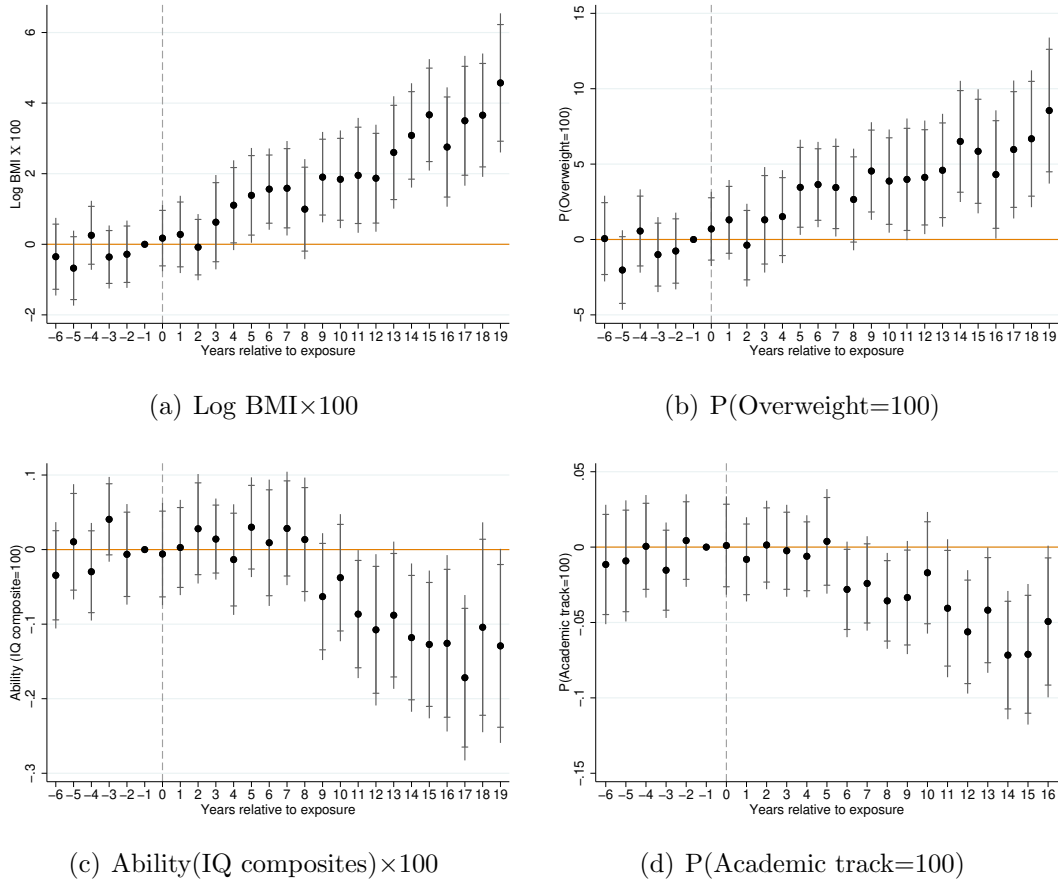 Log BMI X 100
6
4
2
0
-2
-6 -5 -4 -3 -2 -1 0 1 2 3 4 5 6 7 8 9 10 11 12 13 14 15 16 17 18 19
Years relative to exposure
(a) Log BMI×100
P(Overweight=100)
15
10
5
0
-5
-6 -5 -4 -3 -2 -1 0 1 2 3 4 5 6 7 8 9 10 11 12 13 14 15 16 17 18 19
Years relative to exposure
(b) P(Overweight=100)
Ability (IQ composite=100)
.1
0
-.1
-.2
-.3
-6 -5 -4 -3 -2 -1 0 1 2 3 4 5 6 7 8 9 10 11 12 13 14 15 16 17 18 19
Years relative to exposure
(c) Ability(IQ composites)×100
P(Academic track=100)
.05
0
-.05
-.1
-.15
-6 -5 -4 -3 -2 -1 0 1 2 3 4 5 6 7 8 9 10 11 12 13 14 15 16
Years relative to exposure
(d) P(Academic track=100)